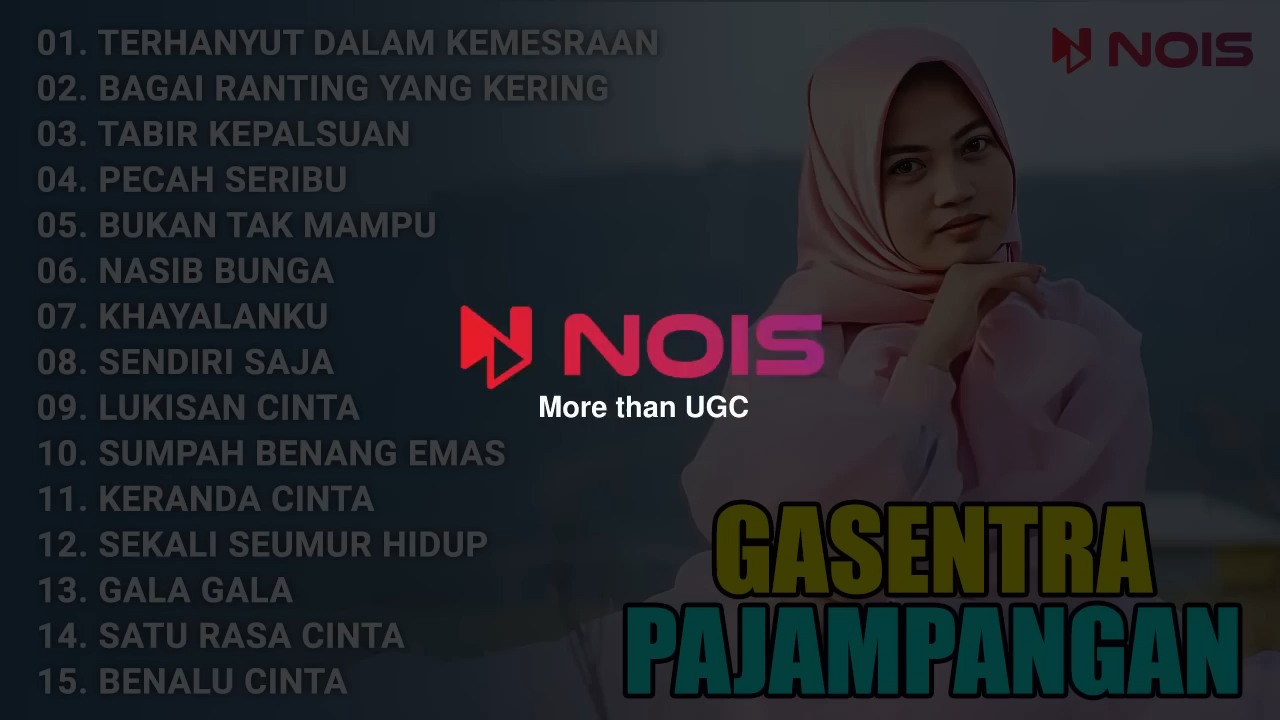 01. TERHANYUT DALAM KEMESRAAN
02. BAGAI RANTING YANG KERING
03. TABIR KEPALSUAN
04. PECAH SERIBU
05. BUKAN TAK MAMPU
06. NASIB BUNGA
07. KHAYALANKU
08. SENDIRI SAJA
09. LUKISAN CINTA
10. SUMPAH BENANG EMAS
11. KERANDA CINTA
12. SEKALI SEUMUR HIDUP
13. GALA GALA
14. SATU RASA CINTA
15. BENALU CINTA
NOIS
NOIS
More than UGC
GASENTRA
PAJAMPANGAN